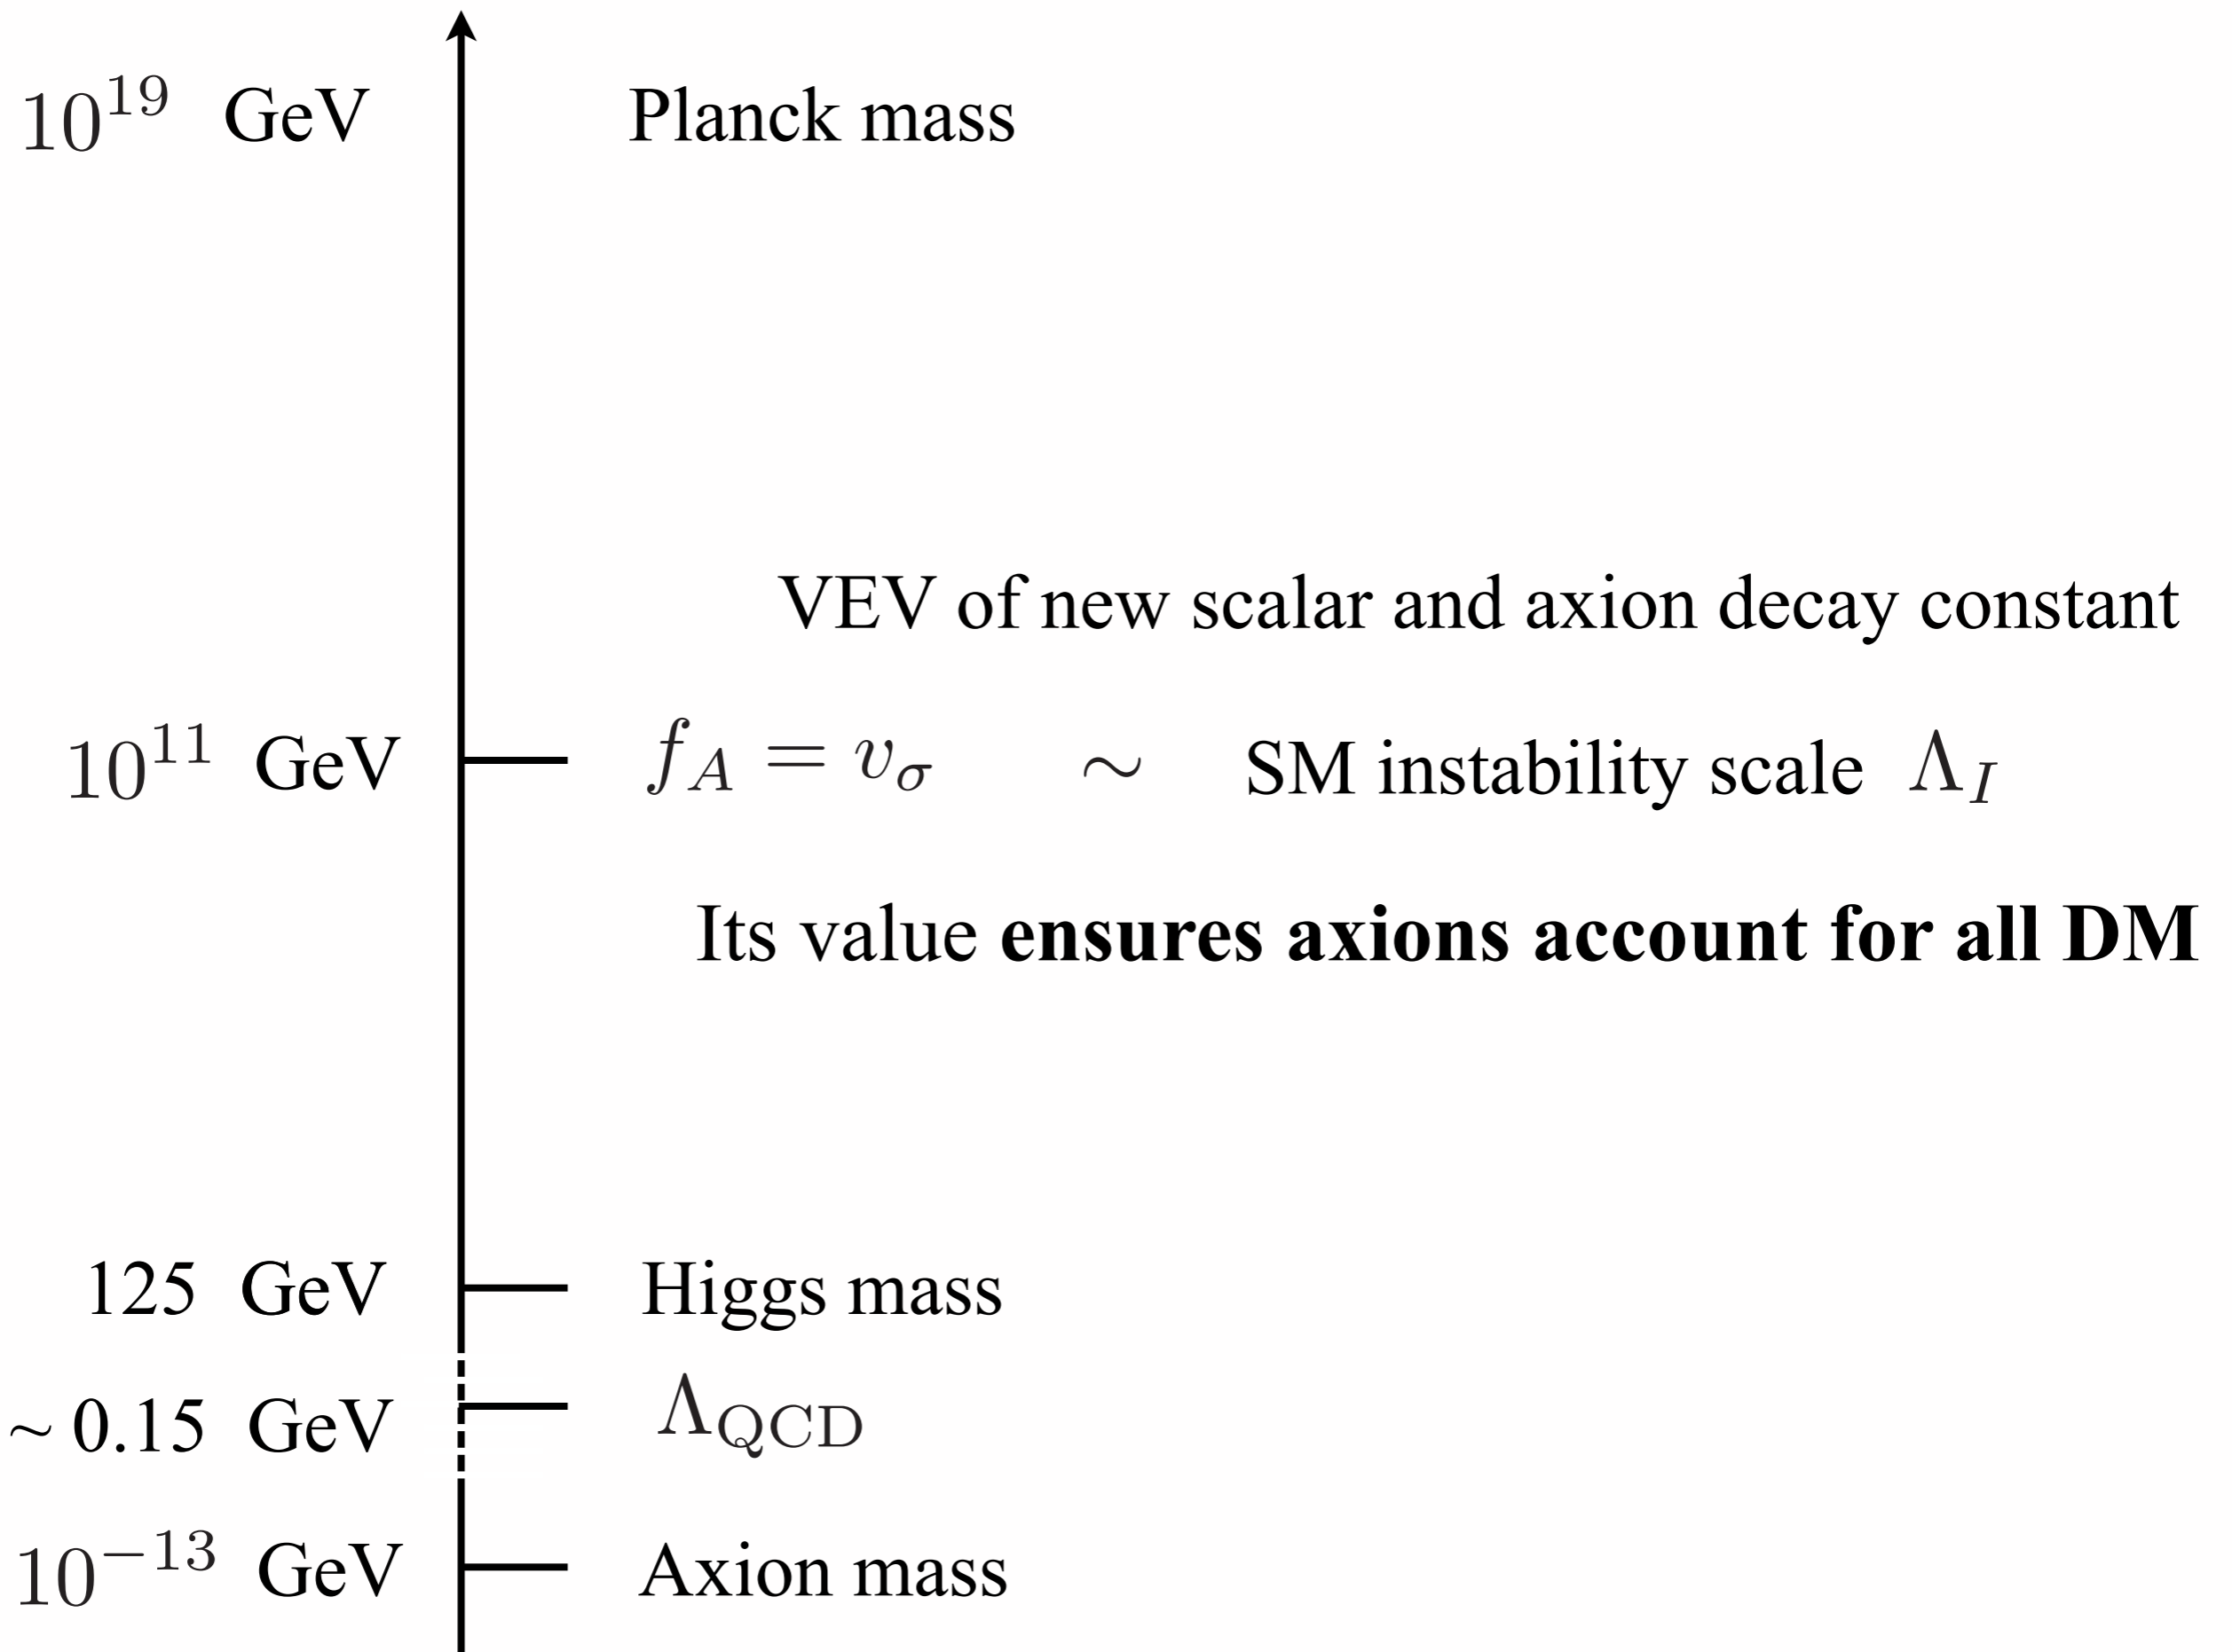 10^{19} GeV Planck mass
VEV of new scalar and axion decay constant
10^{11} GeV f_A = v_σ ∼ SM instability scale Λ_I
Its value ensures axions account for all DM
125 GeV Higgs mass
~ 0.15 GeV Λ_{QCD}
10^{−13} GeV Axion mass